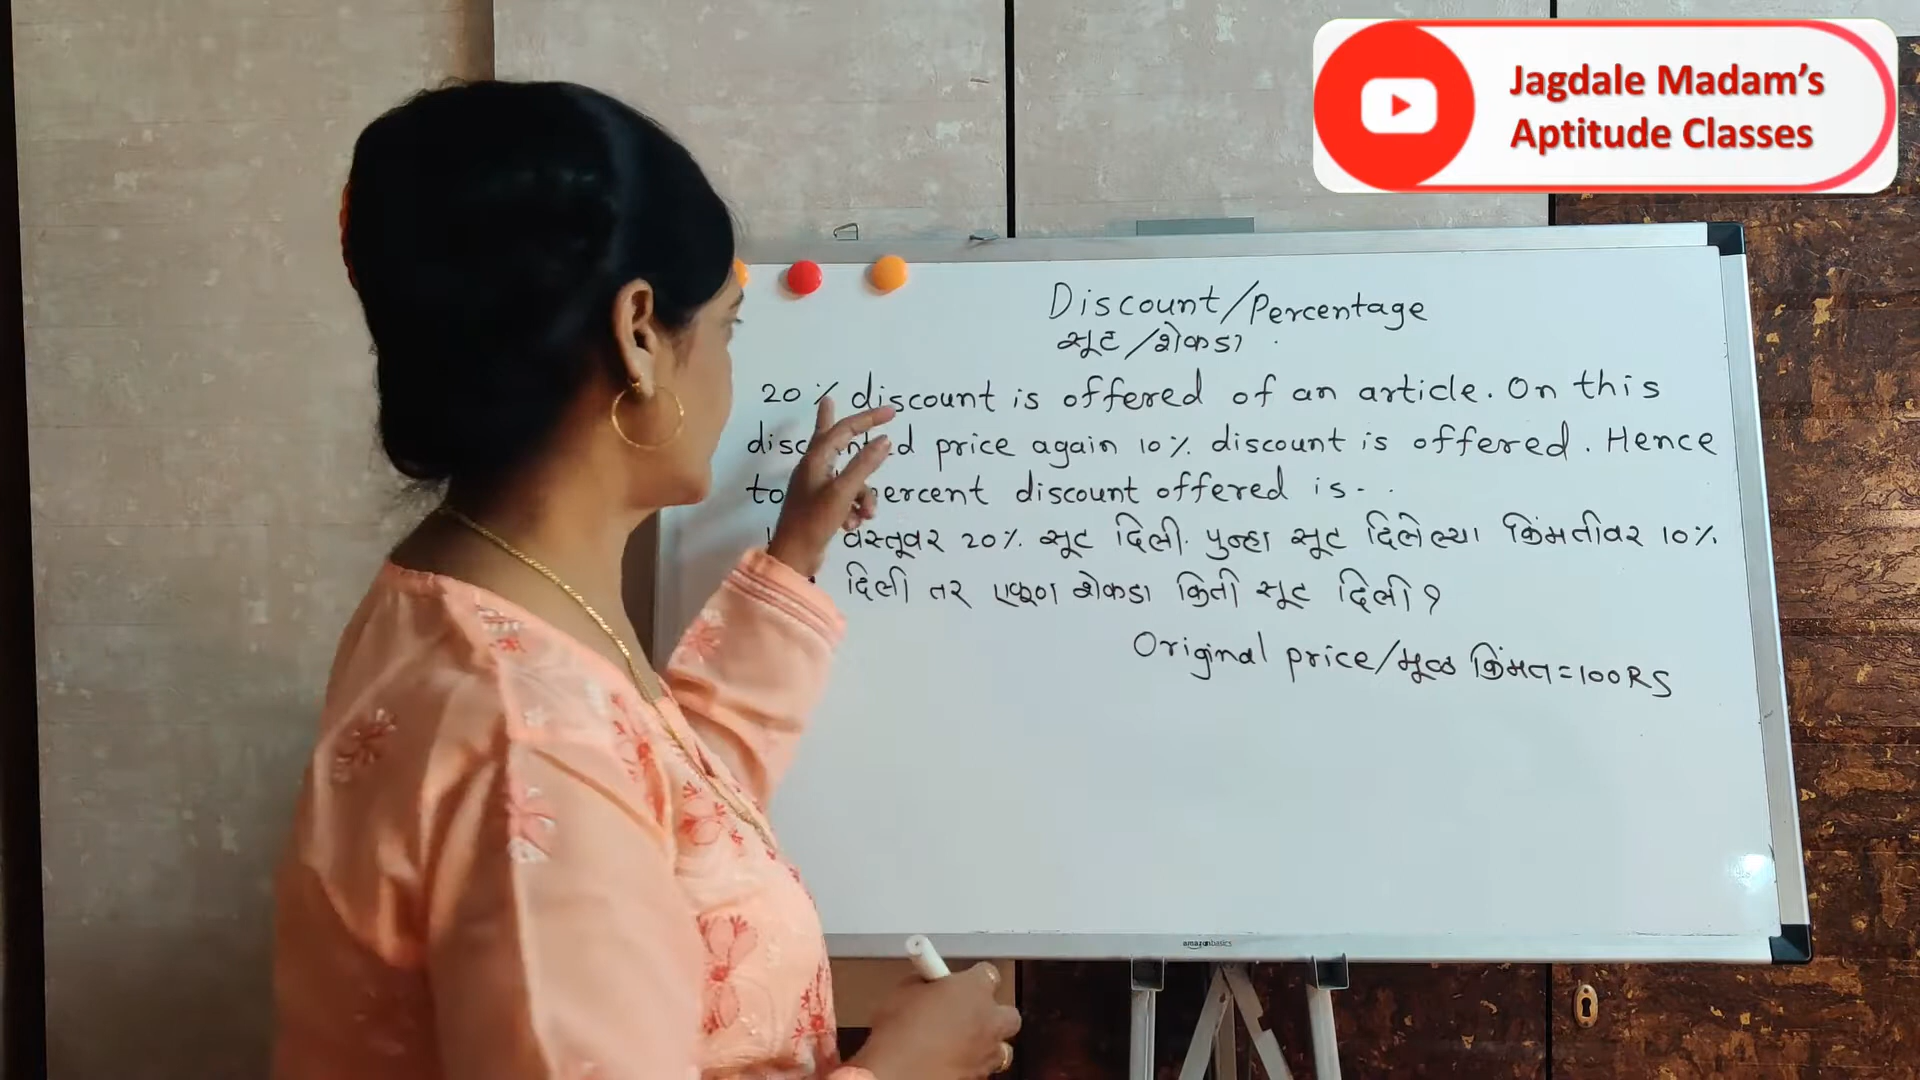 Jagdale Madam's
Aptitude Classes
Discount/Percentage
सूट/शेकडा
20% discount is offered of an article. On this
price again 10% discount is offered. Hence
percent discount offered is-.
वस्तूवर 20% सूट दिली. पुन्हा सूट दिलेल्या किंमतीवर 10%
दिली तर एकूण शेकडा किती सूट दिली?
Original price/मूळ किंमत=100RS
amazonbasics